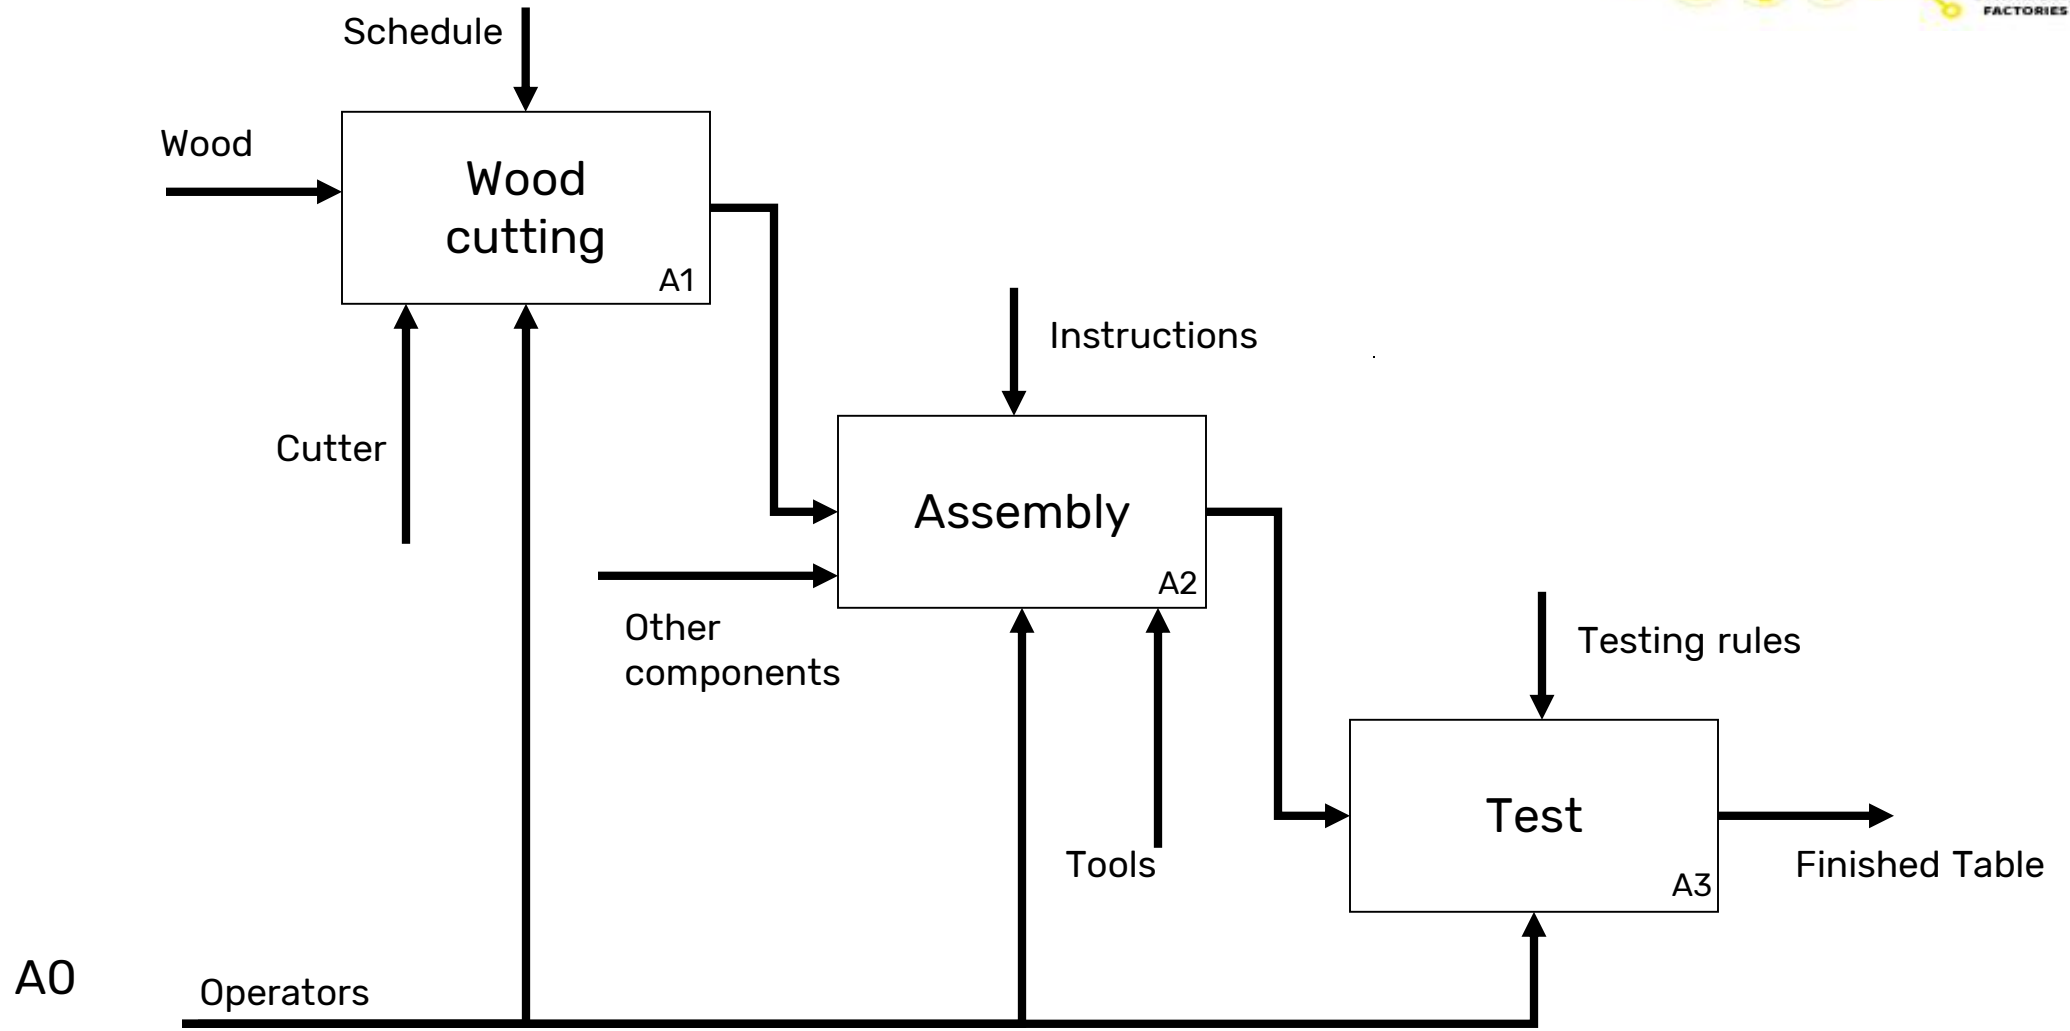 FACTORIES
Schedule
Wood
Wood
cutting
A1
Instructions
Cutter
Assembly
A2
Other
components
Testing rules
Test
A3
Tools
Finished Table
A0
Operators